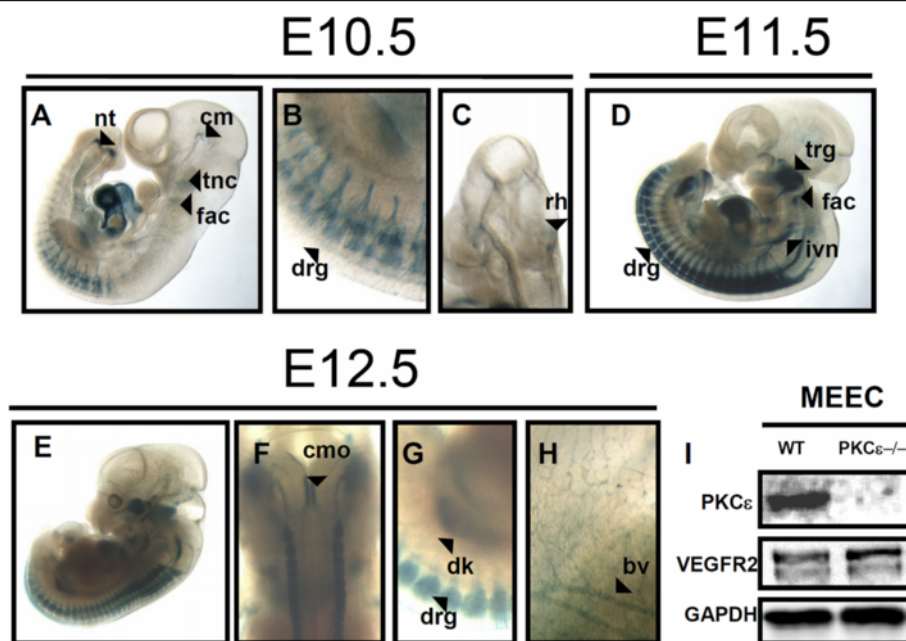 E10.5
E11.5
A
nt
cm
tnc
fac
B
drg
C
rh
D
trg
fac
ivn
drg
E12.5
E
F
cmo
G
dk
drg
H
bv
MEEC
I
WT PKCε−/−
PKCε
VEGFR2
GAPDH